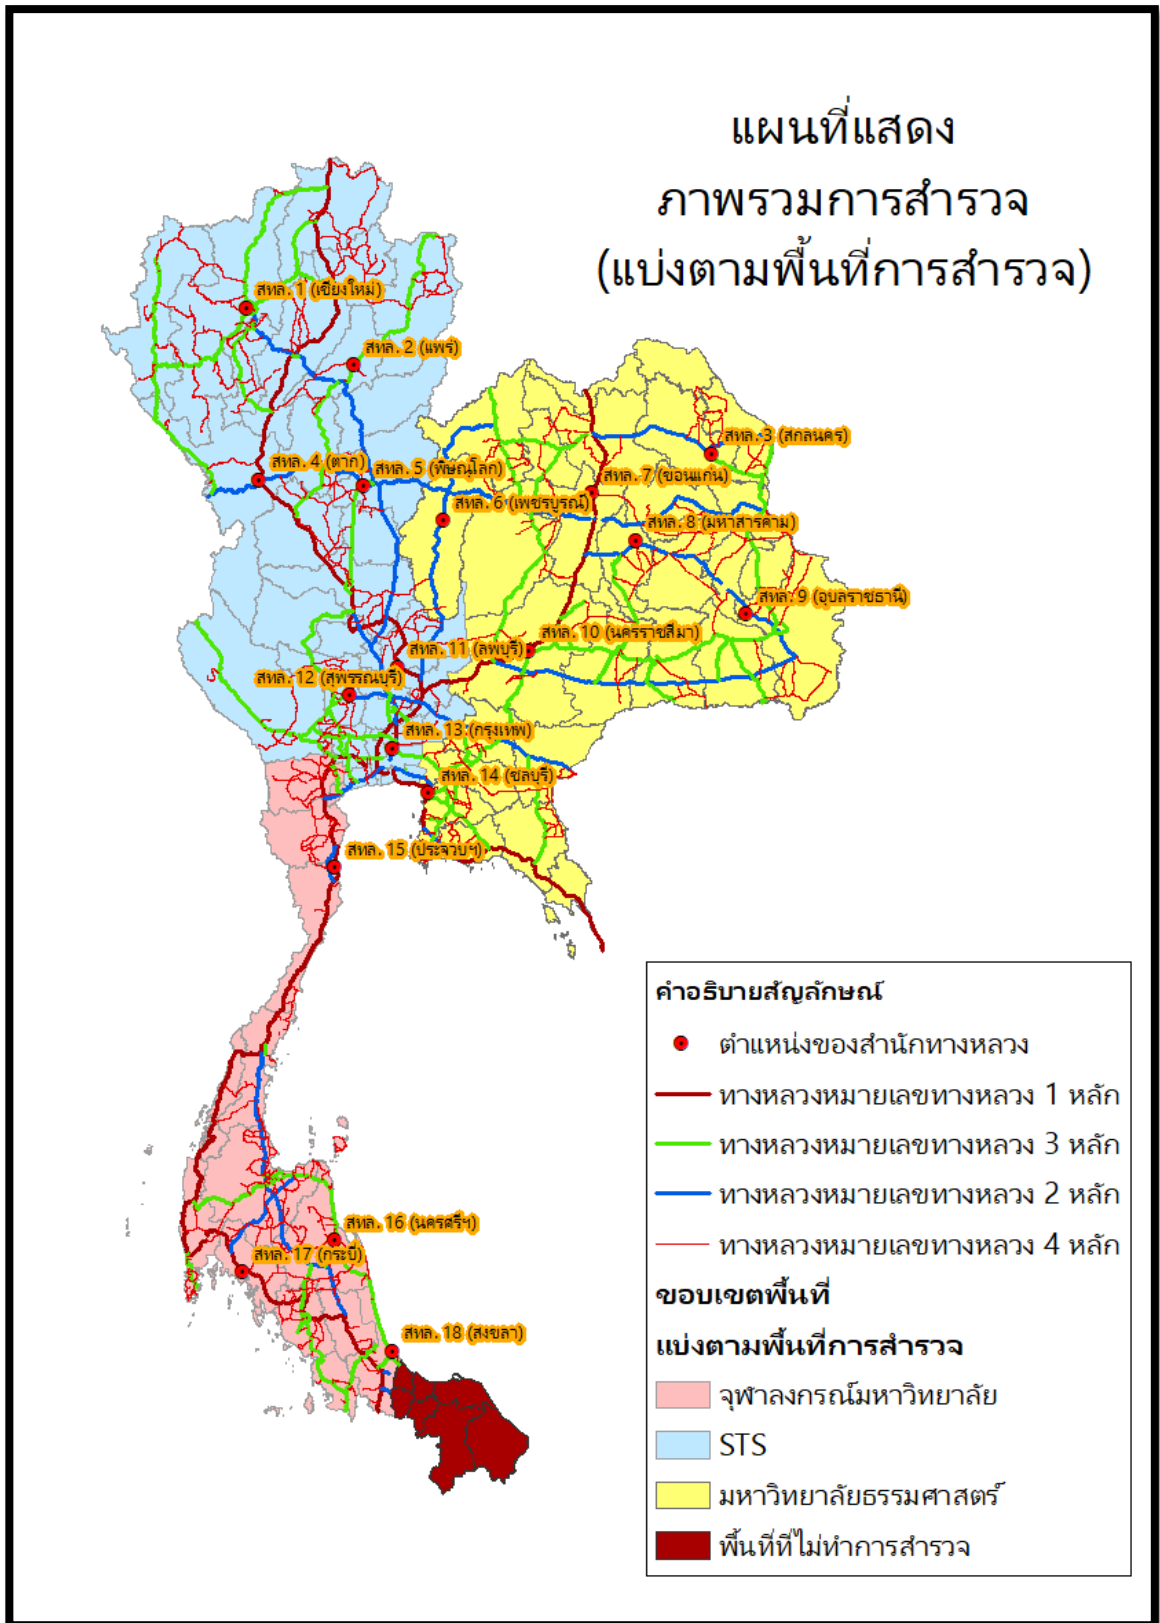 แผนที่แสดง
ภาพรวมการสำรวจ
(แบ่งตามพื้นที่การสำรวจ)
สทล. 1 (เชียงใหม่)
สทล. 2 (แพร่)
สทล. 3 (สกลนคร)
สทล. 4 (ตาก)
สทล. 5 (พิษณุโลก)
สทล. 7 (ขอนแก่น)
สทล. 6 (เพชรบูรณ์)
สทล. 8 (มหาสารคาม)
สทล. 9 (อุบลราชธานี)
สทล. 10 (นครราชสีมา)
สทล. 11 (ลพบุรี)
สทล. 12 (สุพรรณบุรี)
สทล. 13 (กรุงเทพ)
สทล. 14 (ชลบุรี)
สทล. 15 (ประจวบฯ)
สทล. 16 (นครศรีฯ)
สทล. 17 (กระบี่)
สทล. 18 (สงขลา)
คำอธิบายสัญลักษณ์
ตำแหน่งของสำนักทางหลวง
ทางหลวงหมายเลขทางหลวง 1 หลัก
ทางหลวงหมายเลขทางหลวง 3 หลัก
ทางหลวงหมายเลขทางหลวง 2 หลัก
ทางหลวงหมายเลขทางหลวง 4 หลัก
ขอบเขตพื้นที่
แบ่งตามพื้นที่การสำรวจ
จุฬาลงกรณ์มหาวิทยาลัย
STS
มหาวิทยาลัยธรรมศาสตร์
พื้นที่ที่ไม่ทำการสำรวจ